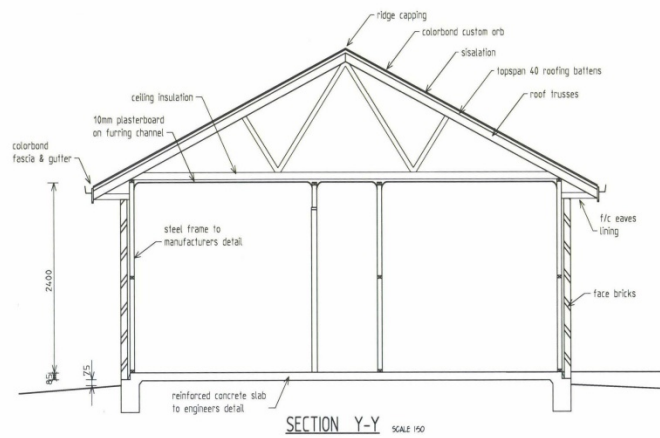 ridge capping
colorbond custom orb
sisalation
topspan 40 roofing battens
roof trusses
ceiling insulation
10mm plasterboard
on furring channel
colorbond
fascia & gutter
steel frame to
manufacturers detail
f/c eaves
lining
face bricks
2400
75
85
reinforced concrete slab
to engineers detail
SECTION Y-Y SCALE 1:50